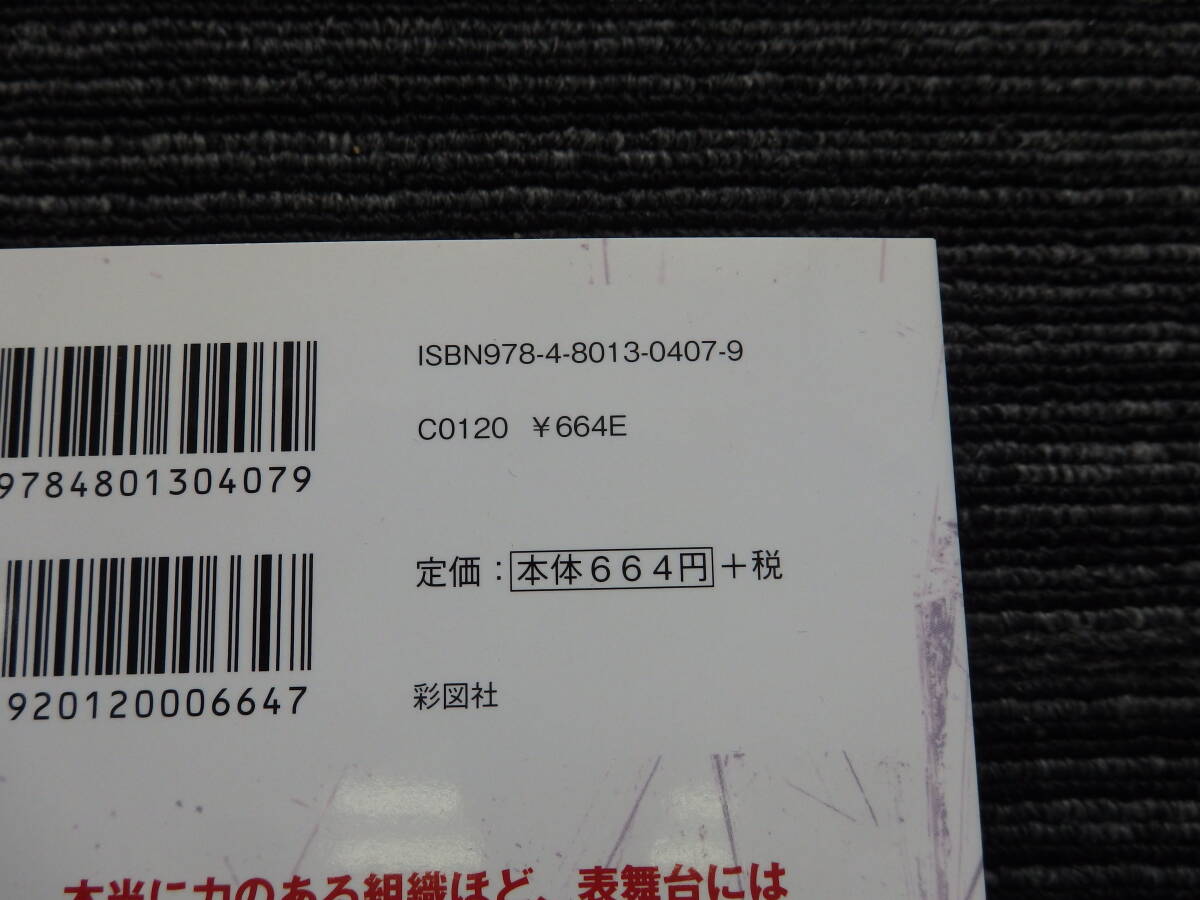 ISBN978-4-8013-0407-9
C0120 ￥664E
9784801304079
定価：本体６６４円＋税
920120006647
彩図社
本当に力のある組織ほど、表舞台には